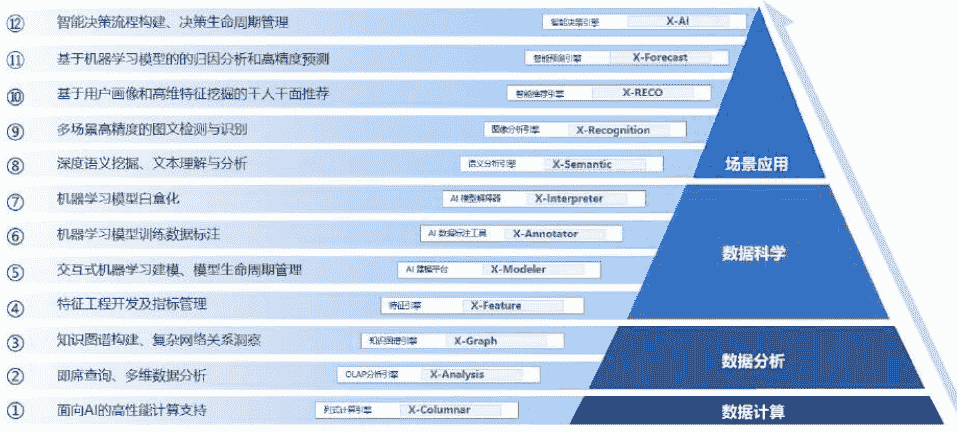 ⑫ 智能决策流程构建、决策生命周期管理 智能决策引擎 X-AI
⑪ 基于机器学习模型的的归因分析和高精度预测 智能预测引擎 X-Forecast
⑩ 基于用户画像和高维特征挖掘的千人千面推荐 智能推荐引擎 X-RECO
⑨ 多场景高精度的图文检测与识别 图像分析引擎 X-Recognition
⑧ 深度语义挖掘、文本理解与分析 语义分析引擎 X-Semantic
场景应用
⑦ 机器学习模型白盒化 AI 模型解释器 X-Interpreter
⑥ 机器学习模型训练数据标注 AI 数据标注工具 X-Annotator
⑤ 交互式机器学习建模、模型生命周期管理 AI 建模平台 X-Modeler
④ 特征工程开发及指标管理 特征引擎 X-Feature
数据科学
③ 知识图谱构建、复杂网络关系洞察 知识图谱引擎 X-Graph
② 即席查询、多维数据分析 OLAP分析引擎 X-Analysis
数据分析
① 面向AI的高性能计算支持 列式计算引擎 X-Columnar
数据计算